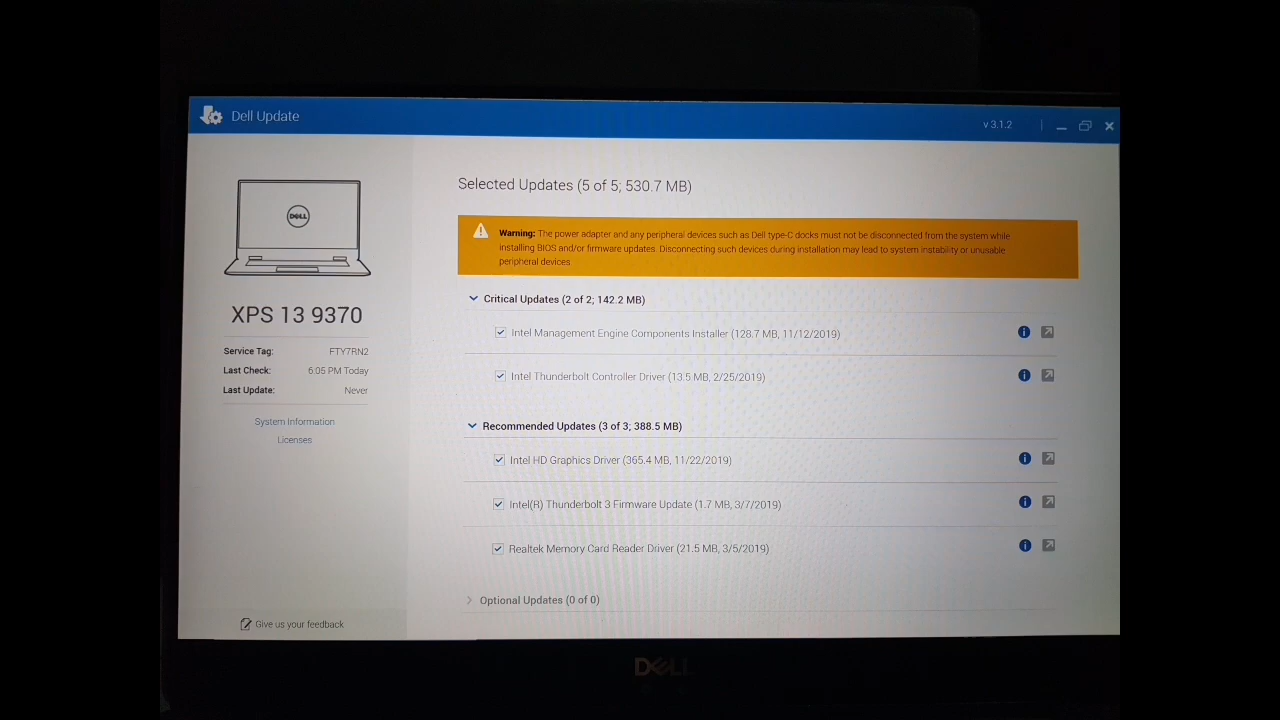 Dell Update
v 3.1.2
DELL
XPS 13 9370
Service Tag: FTY7RN2
Last Check: 6:05 PM Today
Last Update: Never
System Information
Licenses
Give us your feedback
Selected Updates (5 of 5; 530.7 MB)
Warning: The power adapter and any peripheral devices such as Dell type-C docks must not be disconnected from the system while
installing BIOS and/or firmware updates. Disconnecting such devices during installation may lead to system instability or unusable
peripheral devices.
Critical Updates (2 of 2; 142.2 MB)
Intel Management Engine Components Installer (128.7 MB, 11/12/2019)
Intel Thunderbolt Controller Driver (13.5 MB, 2/25/2019)
Recommended Updates (3 of 3; 388.5 MB)
Intel HD Graphics Driver (365.4 MB, 11/22/2019)
Intel(R) Thunderbolt 3 Firmware Update (1.7 MB, 3/7/2019)
Realtek Memory Card Reader Driver (21.5 MB, 3/5/2019)
Optional Updates (0 of 0)
DELL